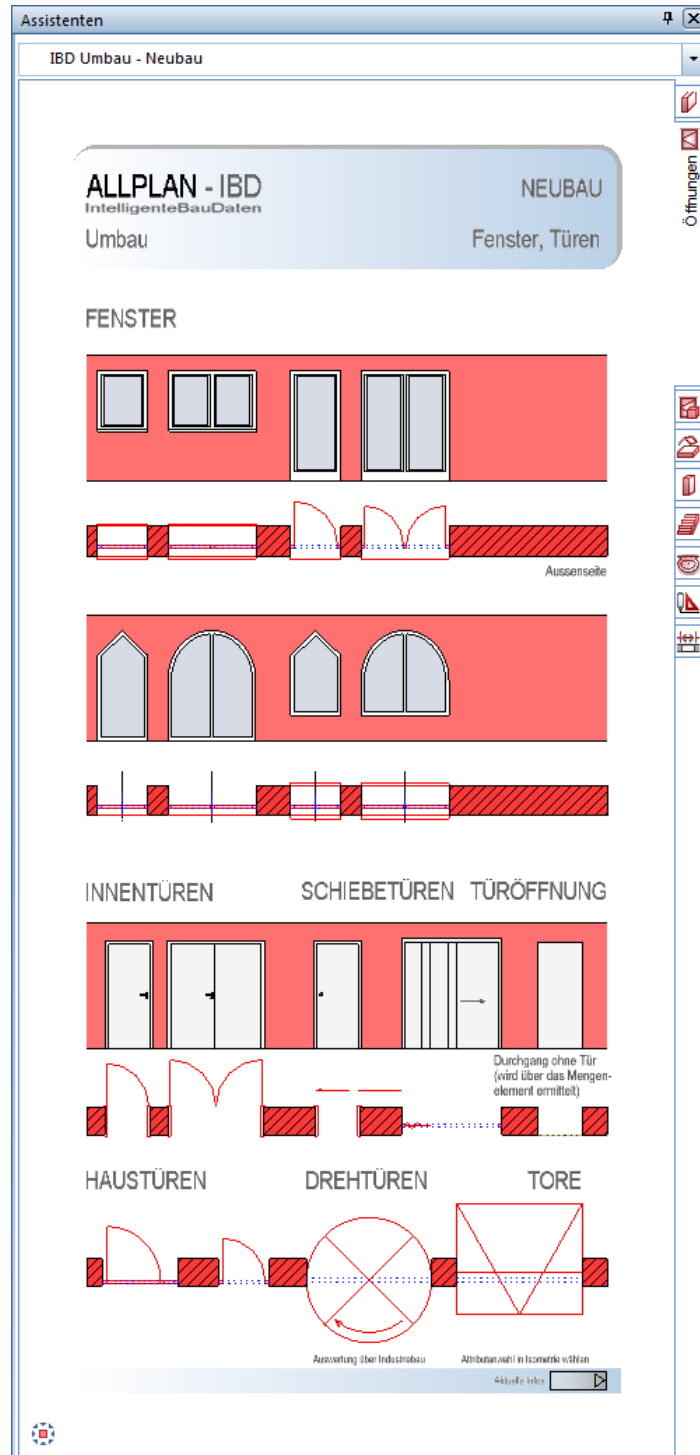 Assistenten
IBD Umbau - Neubau
Öffnungen
ALLPLAN - IBD
NEUBAU
IntelligenteBauDaten
Umbau
Fenster, Türen
FENSTER
Aussenseite
INNENTÜREN
SCHIEBETÜREN
TÜRÖFFNUNG
Durchgang ohne Tür
(wird über das Mengen-
element ermittelt)
HAUSTÜREN
DREHTÜREN
TORE
Auswertung über Industriebau
Attributanwahl in Isometrie wählen
Aktuelle Infos